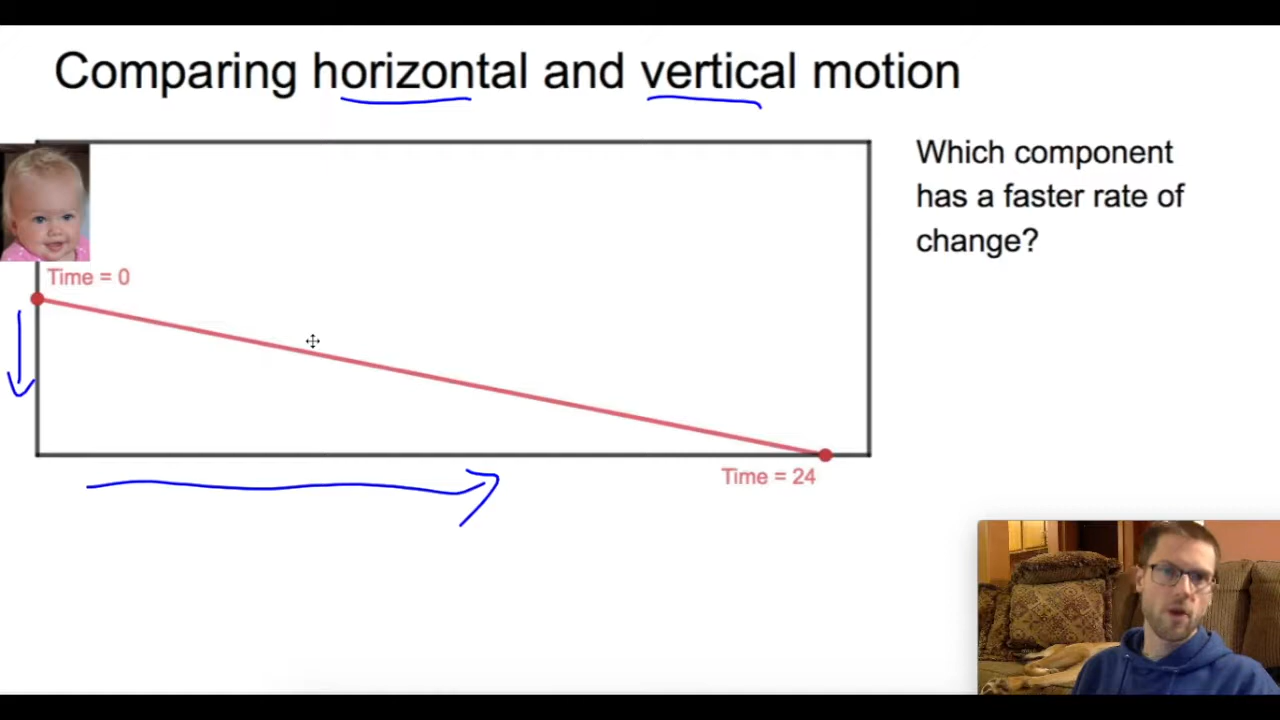 Comparing horizontal and vertical motion
Which component
has a faster rate of
change?
Time = 0
Time = 24